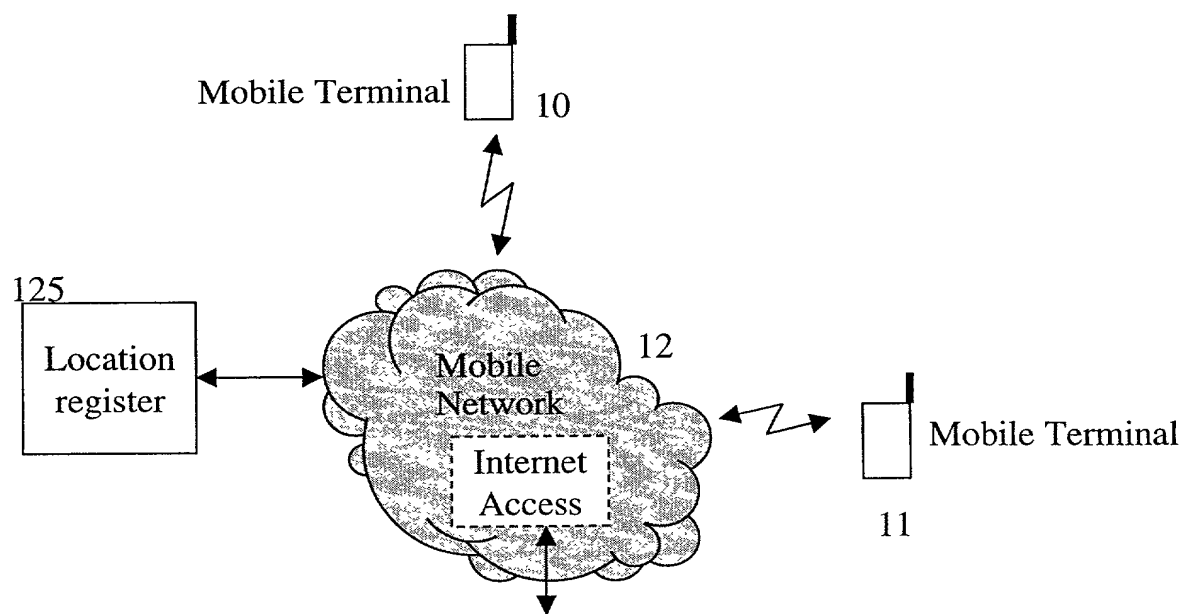 Mobile Terminal
10
125
Location
register
12
Mobile
Network
Internet
Access
Mobile Terminal
11